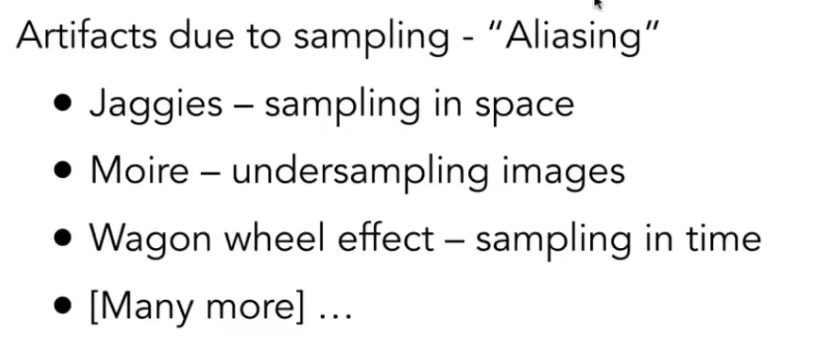 Artifacts due to sampling - “Aliasing”
• Jaggies – sampling in space
• Moire – undersampling images
• Wagon wheel effect – sampling in time
• [Many more] …